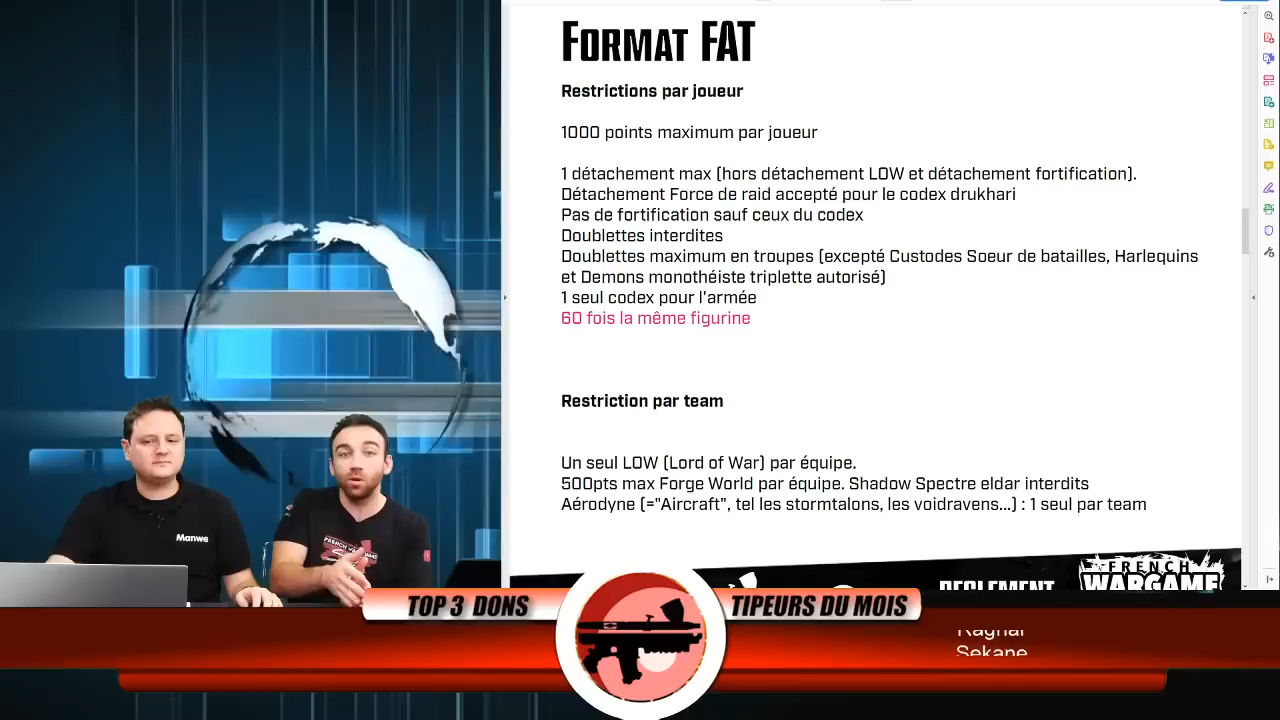 FORMAT FAT
Restrictions par joueur
1000 points maximum par joueur
1 détachement max (hors détachement LOW et détachement fortification).
Détachement Force de raid accepté pour le codex drukhari
Pas de fortification sauf ceux du codex
Doublettes interdites
Doublettes maximum en troupes (excepté Custodes Soeur de batailles, Harlequins
et Demons monothéiste triplette autorisé)
1 seul codex pour l'armée
60 fois la même figurine
Restriction par team
Un seul LOW (Lord of War) par équipe.
500pts max Forge World par équipe. Shadow Spectre eldar interdits
Aérodyne (="Aircraft", tel les stormtalons, les voidravens...) : 1 seul par team
REGLEMENT
FRENCH
WARGAME
Manwe
TOP 3 DONS
TIPEURS DU MOIS
Ragnar
Sekane